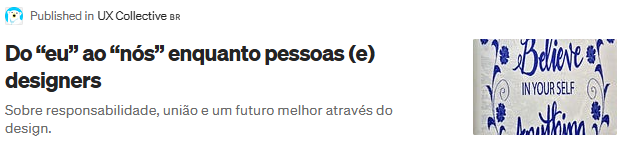 Published in UX Collective BR
Do “eu” ao “nós” enquanto pessoas (e)
designers
Sobre responsabilidade, união e um futuro melhor através do
design.
Believe
IN YOUR SELF
Anything